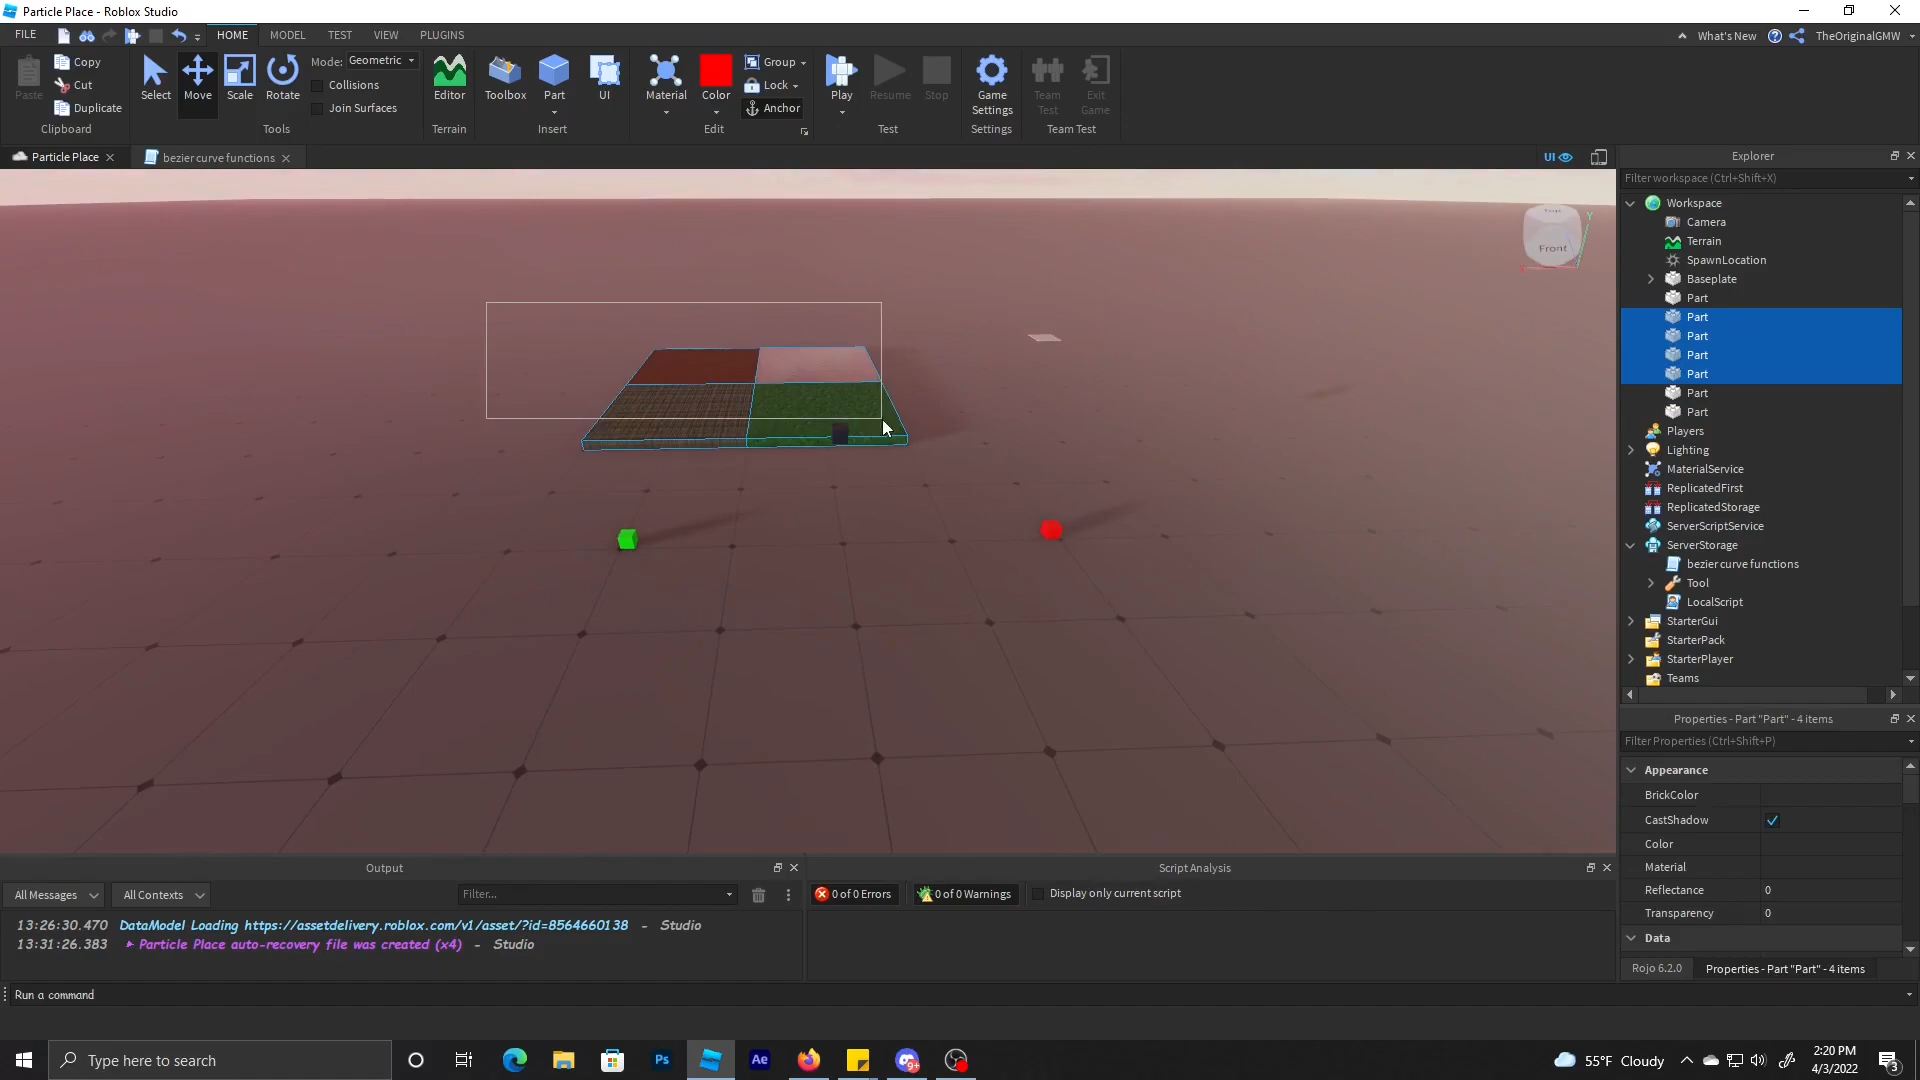 Particle Place - Roblox Studio
FILE
HOME
MODEL
TEST
VIEW
PLUGINS
What's New
TheOriginalGMW
Paste
Copy
Cut
Duplicate
Clipboard
Select
Move
Scale
Rotate
Mode: Geometric
Collisions
Join Surfaces
Tools
Editor
Terrain
Toolbox
Part
UI
Insert
Material
Color
Group
Lock
Anchor
Edit
Play
Resume
Stop
Test
Game Settings
Settings
Team Test
Exit Game
Team Test
Particle Place
bezier curve functions
UI
Front
Y
Explorer
Filter workspace (Ctrl+Shift+X)
Workspace
Camera
Terrain
SpawnLocation
Baseplate
Part
Part
Part
Part
Part
Part
Part
Players
Lighting
MaterialService
ReplicatedFirst
ReplicatedStorage
ServerScriptService
ServerStorage
bezier curve functions
Tool
LocalScript
StarterGui
StarterPack
StarterPlayer
Teams
Properties - Part "Part" - 4 items
Filter Properties (Ctrl+Shift+P)
Appearance
BrickColor
CastShadow
Color
Material
Reflectance 0
Transparency 0
Data
Rojo 6.2.0
Properties - Part "Part" - 4 items
Output
All Messages
All Contexts
Filter...
13:26:30.470 DataModel Loading https://assetdelivery.roblox.com/v1/asset/?id=8564660138 - Studio
13:31:26.383 Particle Place auto-recovery file was created (x4) - Studio
Script Analysis
0 of 0 Errors
0 of 0 Warnings
Display only current script
Run a command
Type here to search
Ps
Ae
9+
55°F Cloudy
2:20 PM
4/3/2022
3